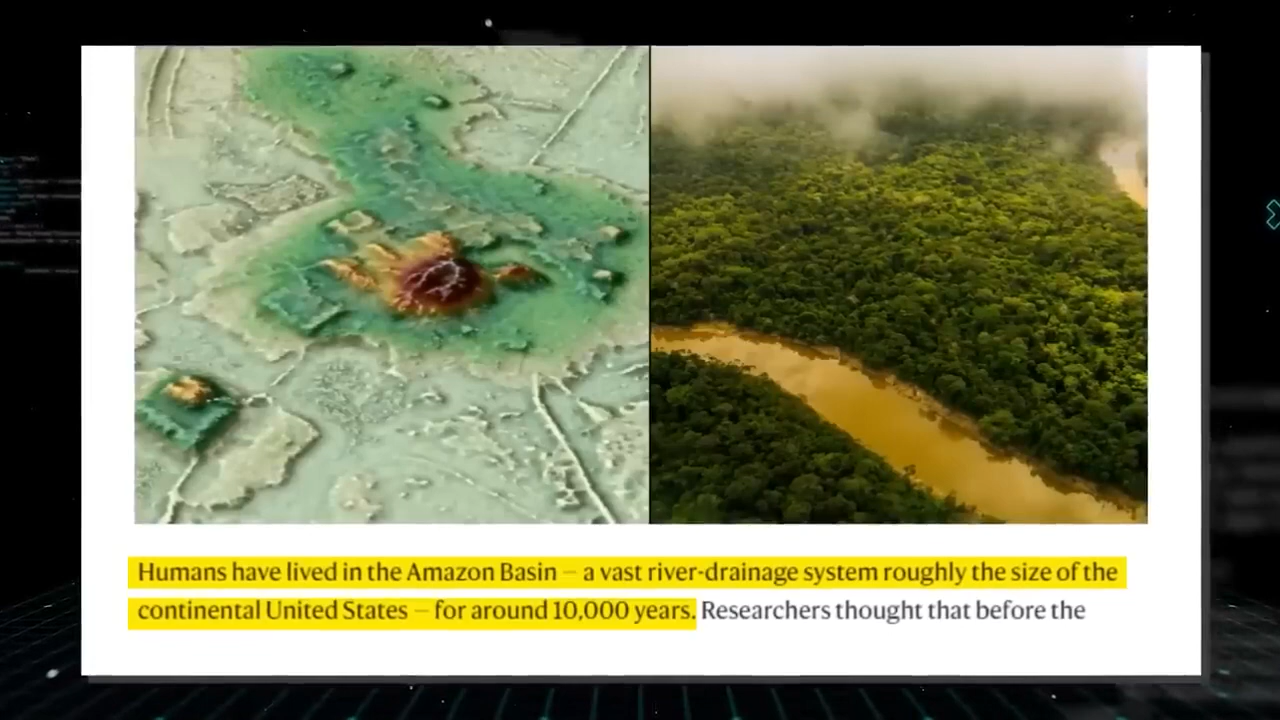 Humans have lived in the Amazon Basin – a vast river-drainage system roughly the size of the
continental United States – for around 10,000 years. Researchers thought that before the